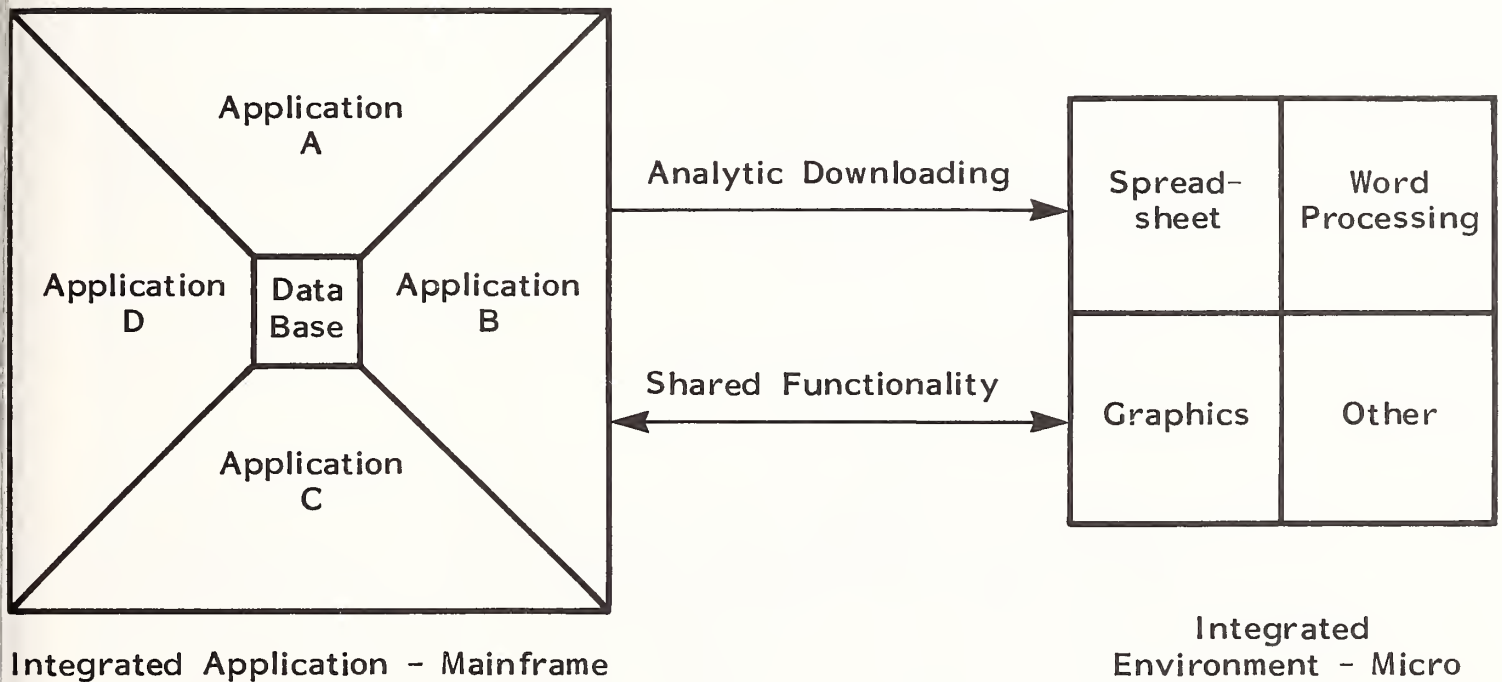 Application
A
Application
D
Data
Base
Application
B
Application
C
Integrated Application - Mainframe
Analytic Downloading
Shared Functionality
Spread-
sheet
Word
Processing
Graphics
Other
Integrated
Environment - Micro